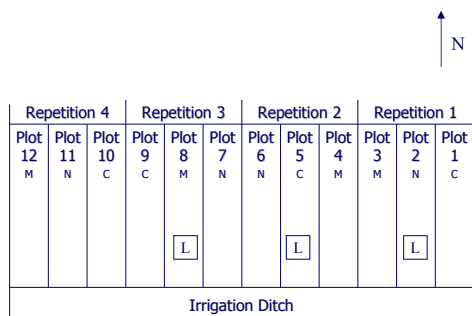 N
Repetition 4 Repetition 3 Repetition 2 Repetition 1
Plot Plot Plot Plot Plot Plot Plot Plot Plot Plot Plot Plot
12 11 10 9 8 7 6 5 4 3 2 1
M N C C M N N C M M N C
L L L
Irrigation Ditch